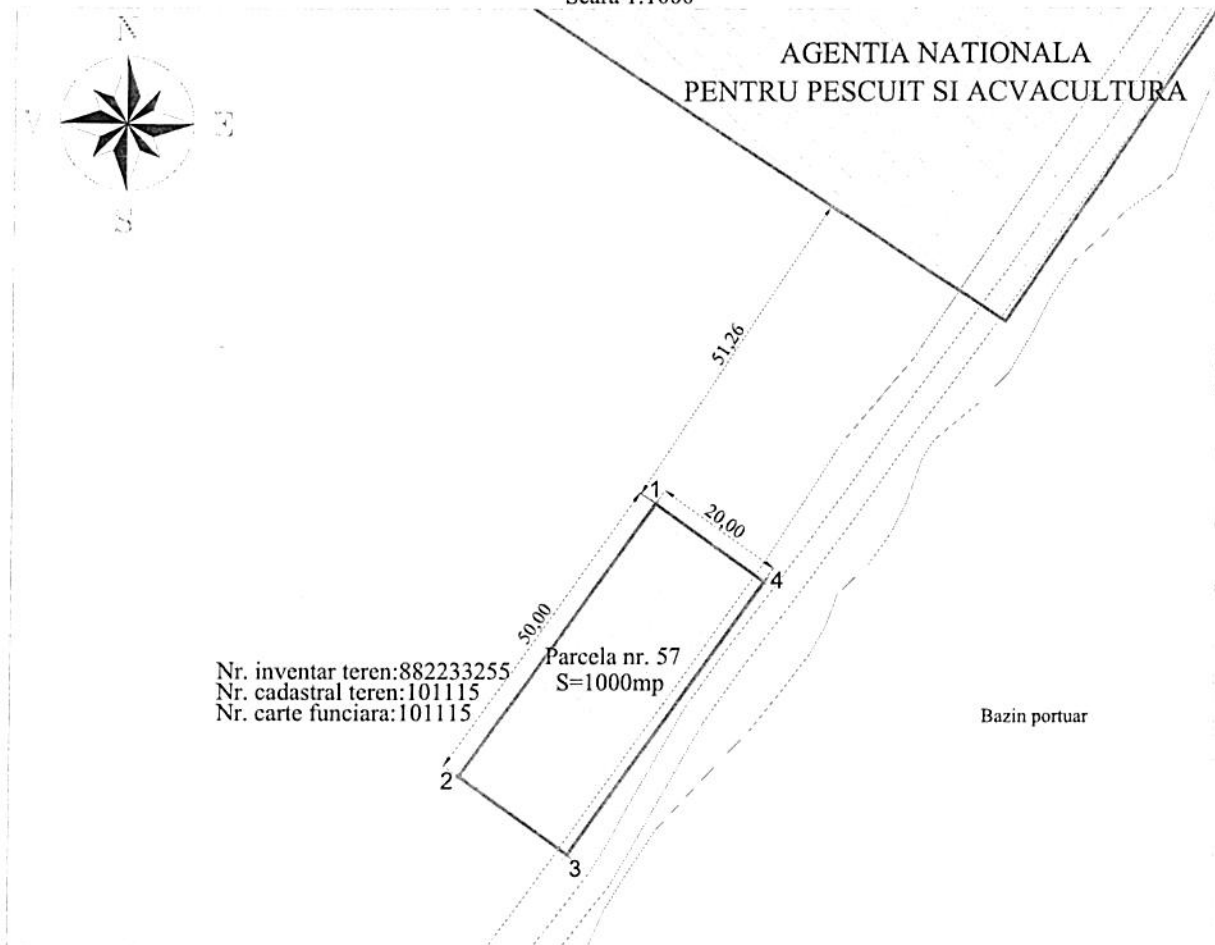 N
V
E
S
AGENTIA NATIONALA
PENTRU PESCUIT SI ACVACULTURA
51,26
1
20,00
4
50,00
Parcela nr. 57
S=1000mp
Nr. inventar teren:882233255
Nr. cadastral teren:101115
Nr. carte funciara:101115
Bazin portuar
2
3